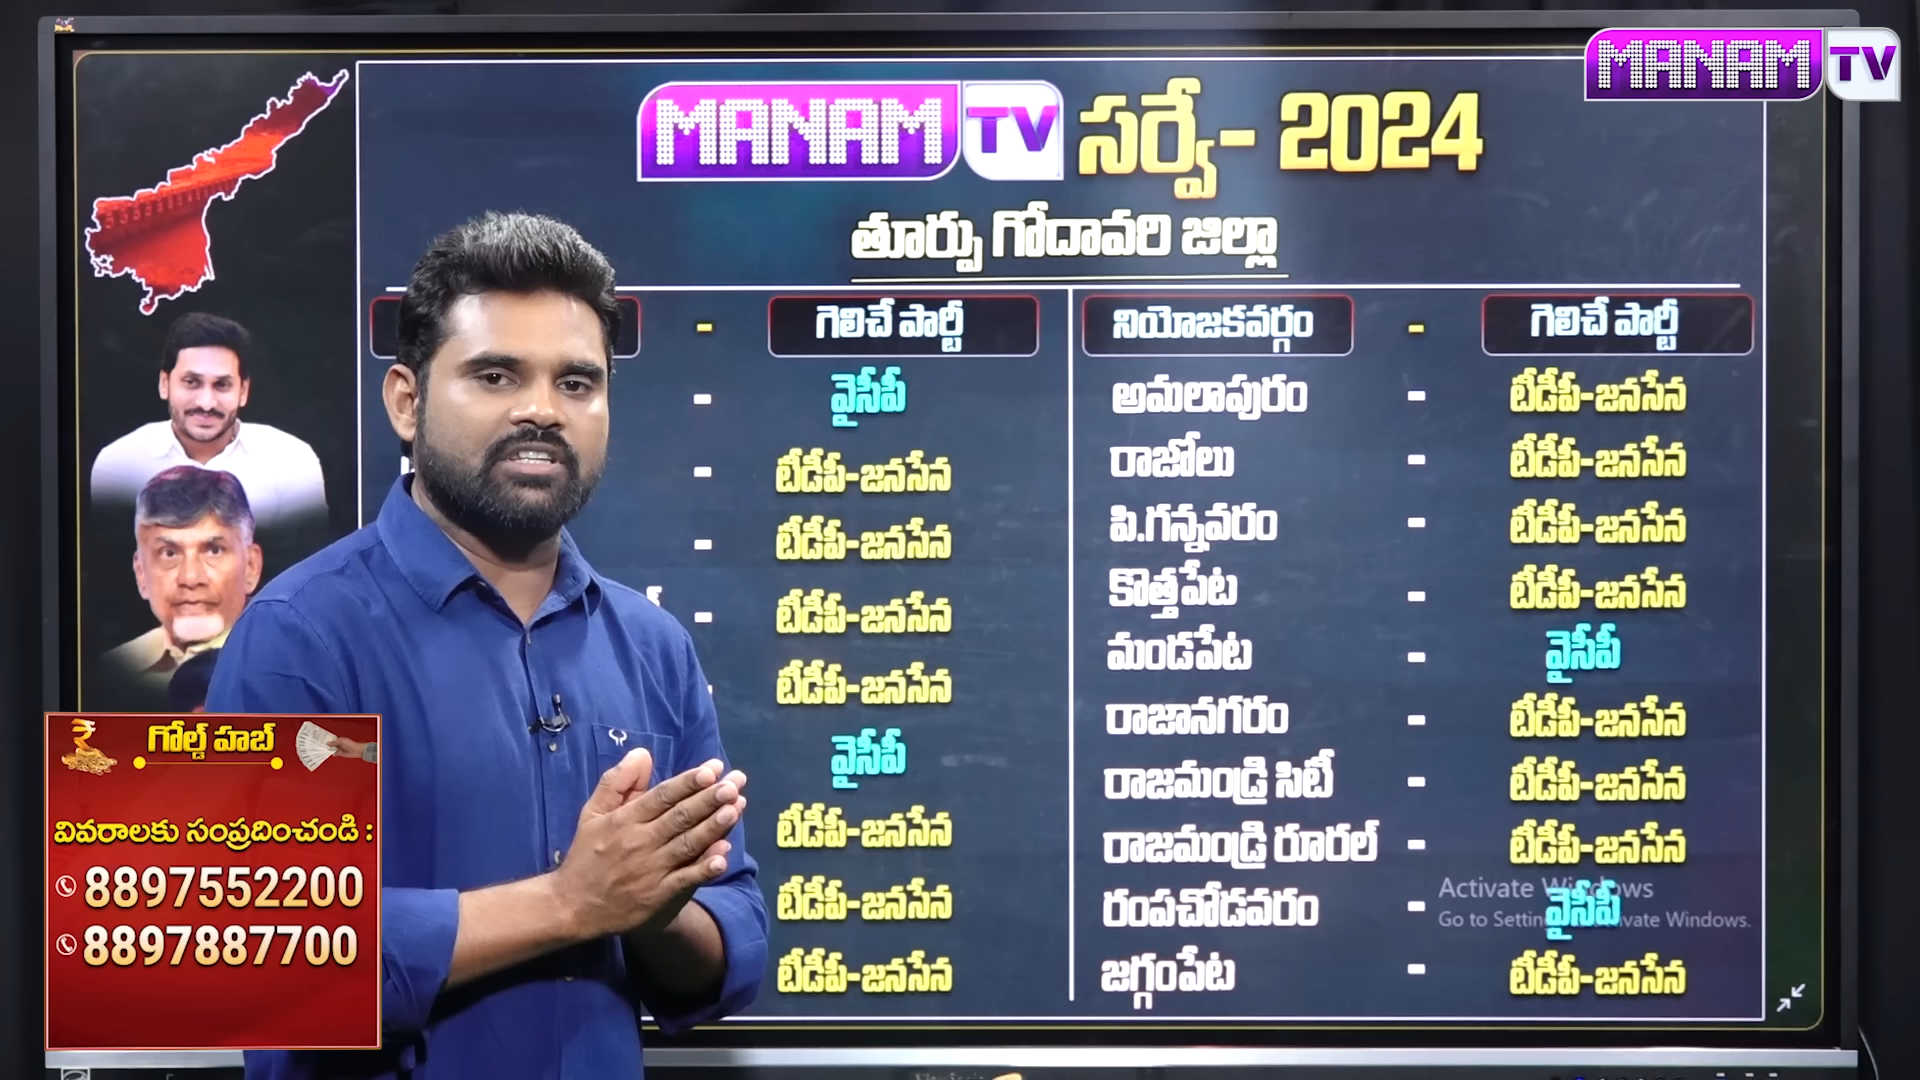 MANAM TV
MANAM TV సర్వే- 2024
తూర్పు గోదావరి జిల్లా
- గెలిచే పార్టీ
నియోజకవర్గం - గెలిచే పార్టీ
- వైసీపీ
- టీడీపీ-జనసేన
- టీడీపీ-జనసేన
- టీడీపీ-జనసేన
టీడీపీ-జనసేన
వైసీపీ
టీడీపీ-జనసేన
టీడీపీ-జనసేన
టీడీపీ-జనసేన
అమలాపురం - టీడీపీ-జనసేన
రాజోలు - టీడీపీ-జనసేన
పి.గన్నవరం - టీడీపీ-జనసేన
కొత్తపేట - టీడీపీ-జనసేన
మండపేట - వైసీపీ
రాజానగరం - టీడీపీ-జనసేన
రాజమండ్రి సిటీ - టీడీపీ-జనసేన
రాజమండ్రి రూరల్ - టీడీపీ-జనసేన
రంపచోడవరం - వైసీపీ
జగ్గంపేట - టీడీపీ-జనసేన
Activate Windows
Go to Settings to activate Windows.
గోల్డ్ హబ్
వివరాలకు సంప్రదించండి :
8897552200
8897887700